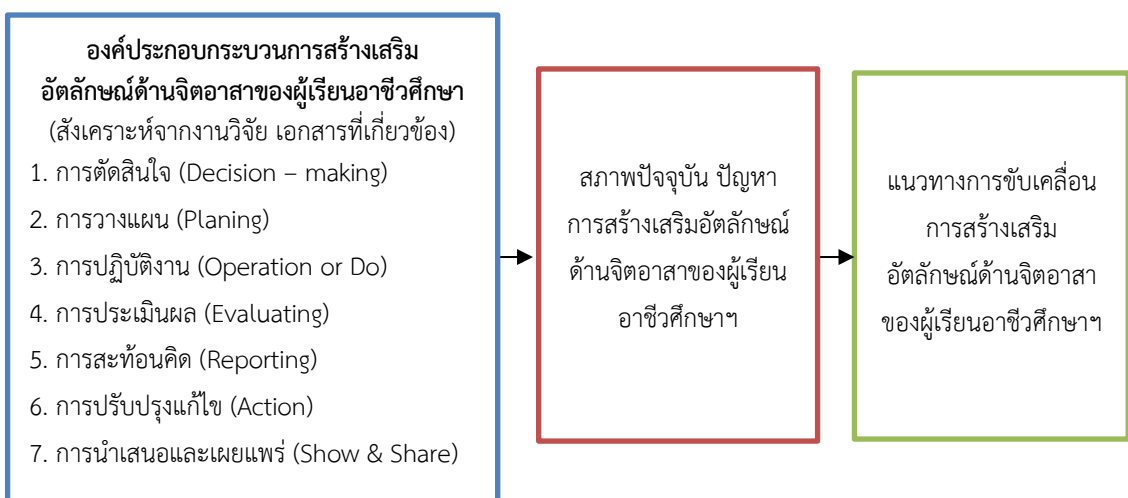 องค์ประกอบกระบวนการสร้างเสริม
อัตลักษณ์ด้านจิตอาสาของผู้เรียนอาชีวศึกษา
(สังเคราะห์จากงานวิจัย เอกสารที่เกี่ยวข้อง)
1. การตัดสินใจ (Decision – making)
2. การวางแผน (Planing)
3. การปฏิบัติงาน (Operation or Do)
4. การประเมินผล (Evaluating)
5. การสะท้อนคิด (Reporting)
6. การปรับปรุงแก้ไข (Action)
7. การนำเสนอและเผยแพร่ (Show & Share)
สภาพปัจจุบัน ปัญหา
การสร้างเสริมอัตลักษณ์
ด้านจิตอาสาของผู้เรียน
อาชีวศึกษาฯ
แนวทางการขับเคลื่อน
การสร้างเสริม
อัตลักษณ์ด้านจิตอาสา
ของผู้เรียนอาชีวศึกษาฯ